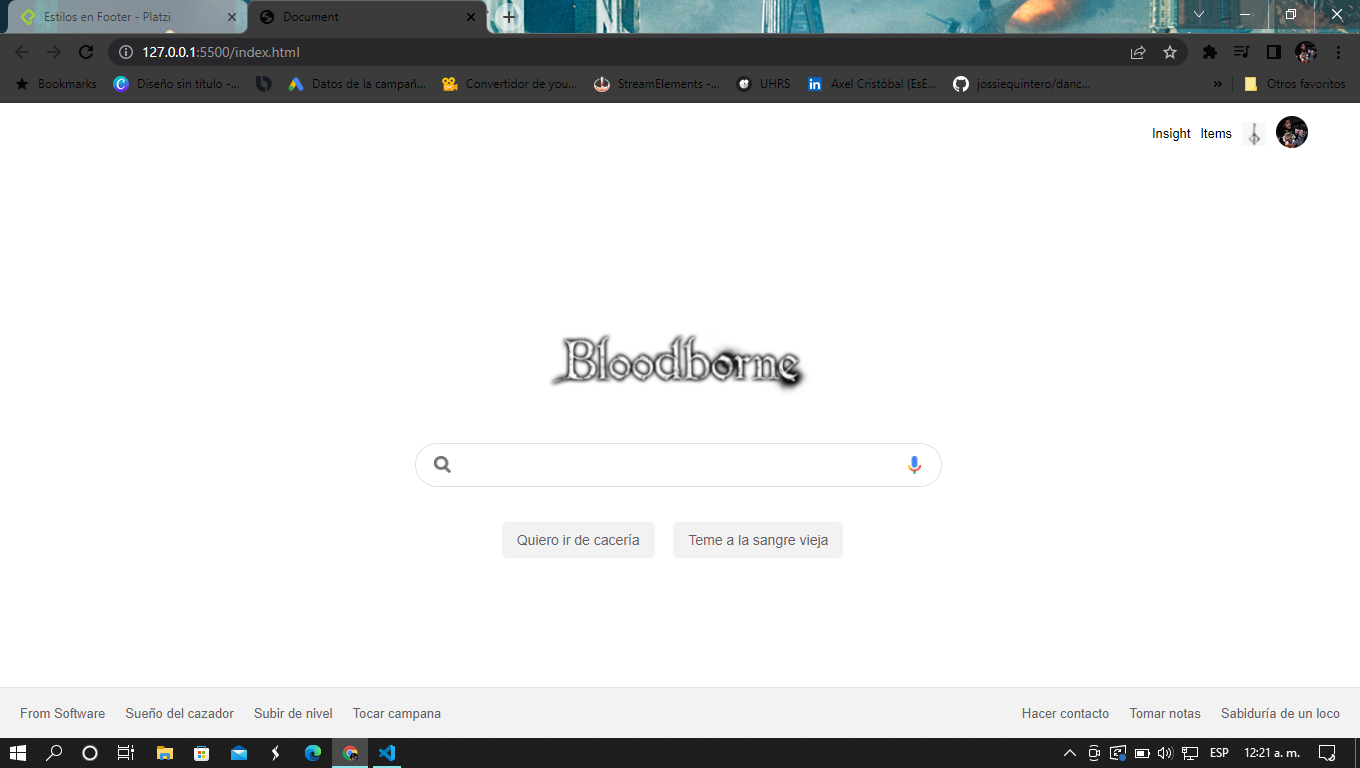 Estilos en Footer - Platzi
Document
127.0.0.1:5500/index.html
Bookmarks
Diseño sin título -...
Datos de la campañ...
Convertidor de you...
StreamElements -...
UHRS
Axel Cristóbal (EsE...
jossiequintero/danc...
»
Otros favoritos
Insight Items
Bloodborne
Quiero ir de cacería
Teme a la sangre vieja
From Software Sueño del cazador Subir de nivel Tocar campana
Hacer contacto Tomar notas Sabiduría de un loco
ESP 12:21 a. m.